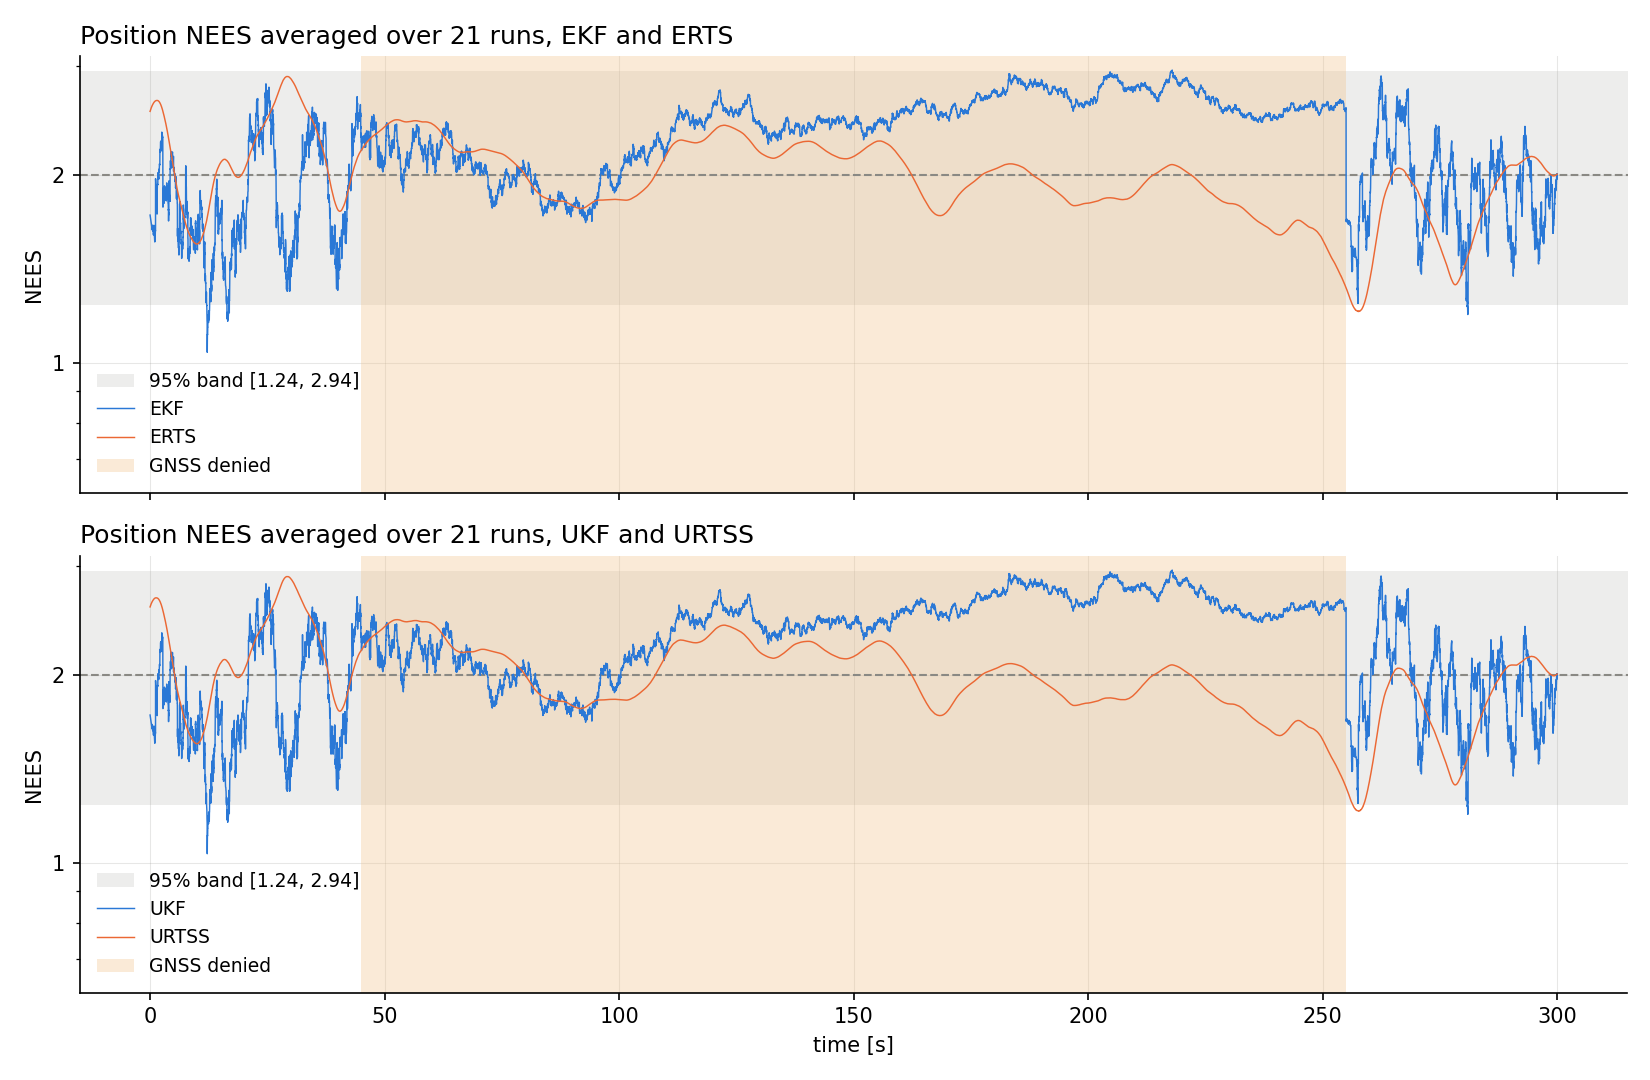 Position NEES averaged over 21 runs, EKF and ERTS
NEES
2
1
95% band [1.24, 2.94]
EKF
ERTS
GNSS denied
Position NEES averaged over 21 runs, UKF and URTSS
NEES
2
1
95% band [1.24, 2.94]
UKF
URTSS
GNSS denied
0 50 100 150 200 250 300
time [s]